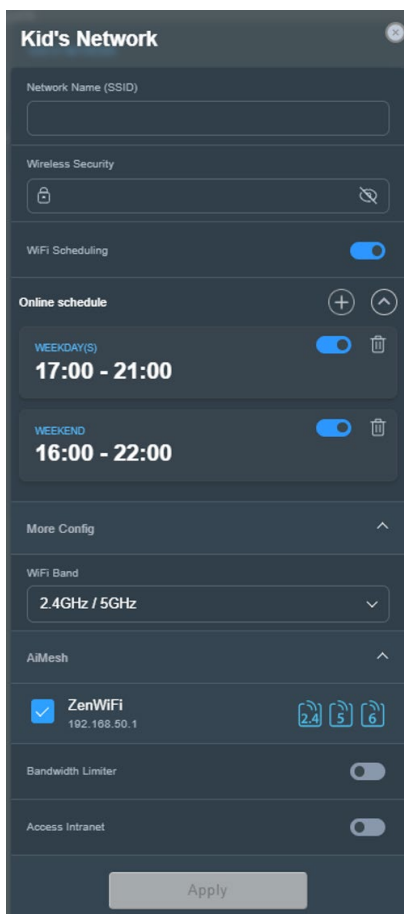 Kid's Network
Network Name (SSID)
Wireless Security
WiFi Scheduling
Online schedule
WEEKDAY(S)
17:00 - 21:00
WEEKEND
16:00 - 22:00
More Config
WiFi Band
2.4GHz / 5GHz
AiMesh
ZenWiFi
2.4 5 6
192.168.50.1
Bandwidth Limiter
Access Intranet
Apply